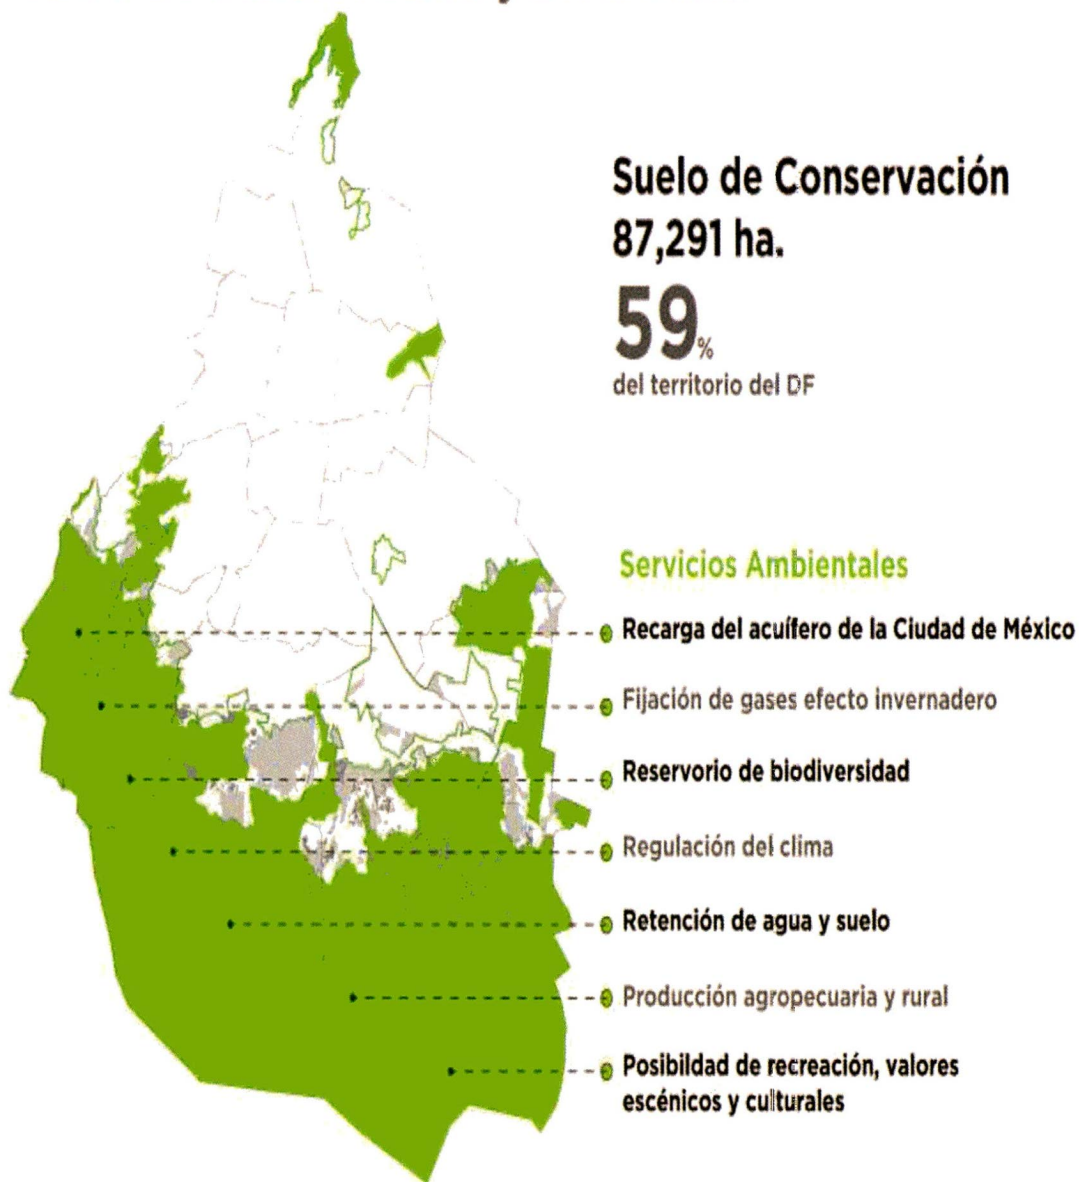 Suelo de Conservación
87,291 ha.
59%
del territorio del DF
Servicios Ambientales
Recarga del acuífero de la Ciudad de México
Fijación de gases efecto invernadero
Reservorio de biodiversidad
Regulación del clima
Retención de agua y suelo
Producción agropecuaria y rural
Posibildad de recreación, valores
escénicos y culturales